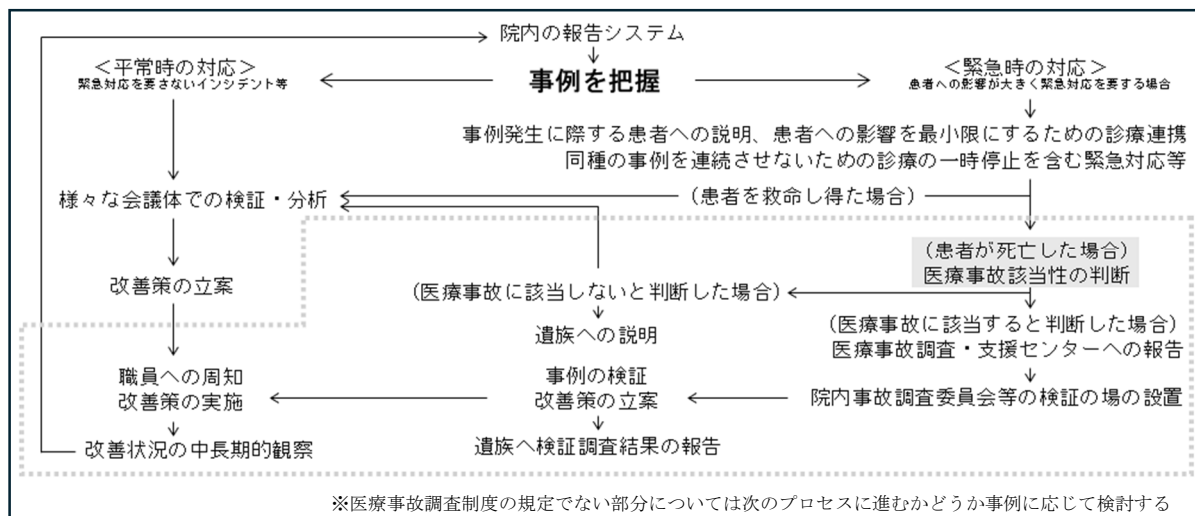 院内の報告システム
＜平常時の対応＞
緊急対応を要さないインシデント等
事例を把握
＜緊急時の対応＞
患者への影響が大きく緊急対応を要する場合
事例発生に際する患者への説明、患者への影響を最小限にするための診療連携
同種の事例を連続させないための診療の一時停止を含む緊急対応等
様々な会議体での検証・分析
(患者を救命し得た場合)
(患者が死亡した場合)
医療事故該当性の判断
改善策の立案
(医療事故に該当しないと判断した場合)
遺族への説明
(医療事故に該当すると判断した場合)
医療事故調査・支援センターへの報告
職員への周知
改善策の実施
事例の検証
改善策の立案
院内事故調査委員会等の検証の場の設置
改善状況の中長期的観察
遺族へ検証調査結果の報告
※医療事故調査制度の規定でない部分については次のプロセスに進むかどうか事例に応じて検討する